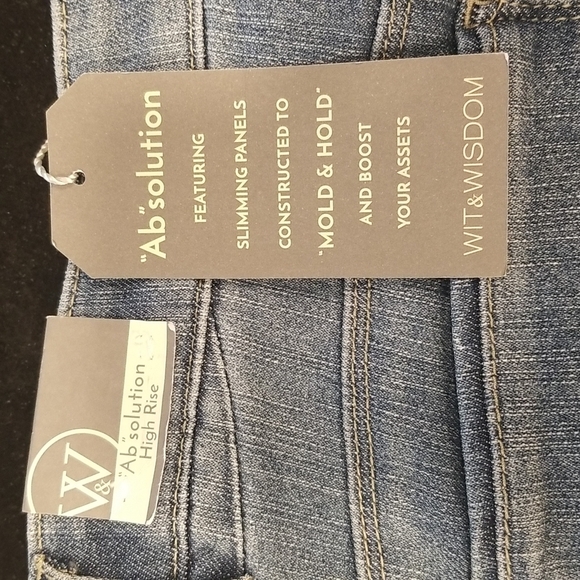 "Ab"solution
FEATURING
SLIMMING PANELS
CONSTRUCTED TO
"MOLD & HOLD"
AND BOOST
YOUR ASSETS
WIT & WISDOM
W&W
"Ab"solution
High Rise